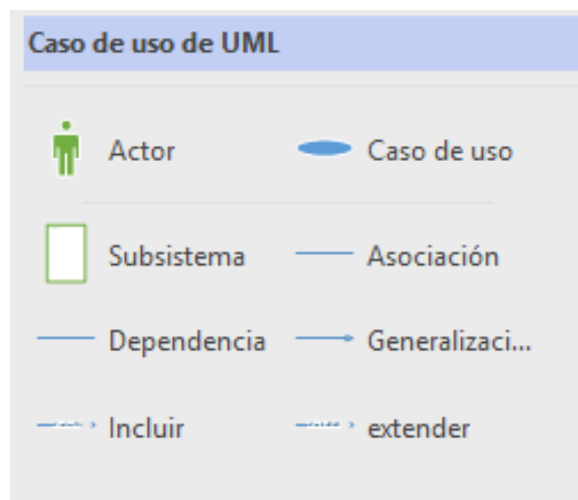 Caso de uso de UML
Actor
Caso de uso
Subsistema
Asociación
Dependencia
Generalizaci...
Incluir
extender